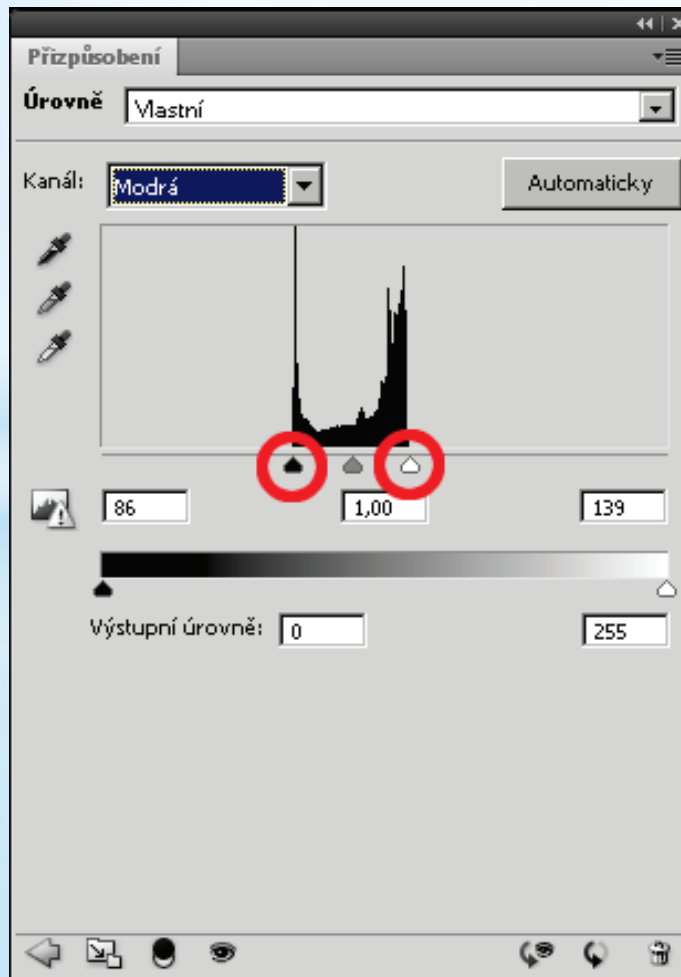 Přizpůsobení
Úrovně Vlastní
Kanál: Modrá Automaticky
86 1,00 139
Výstupní úrovně: 0 255